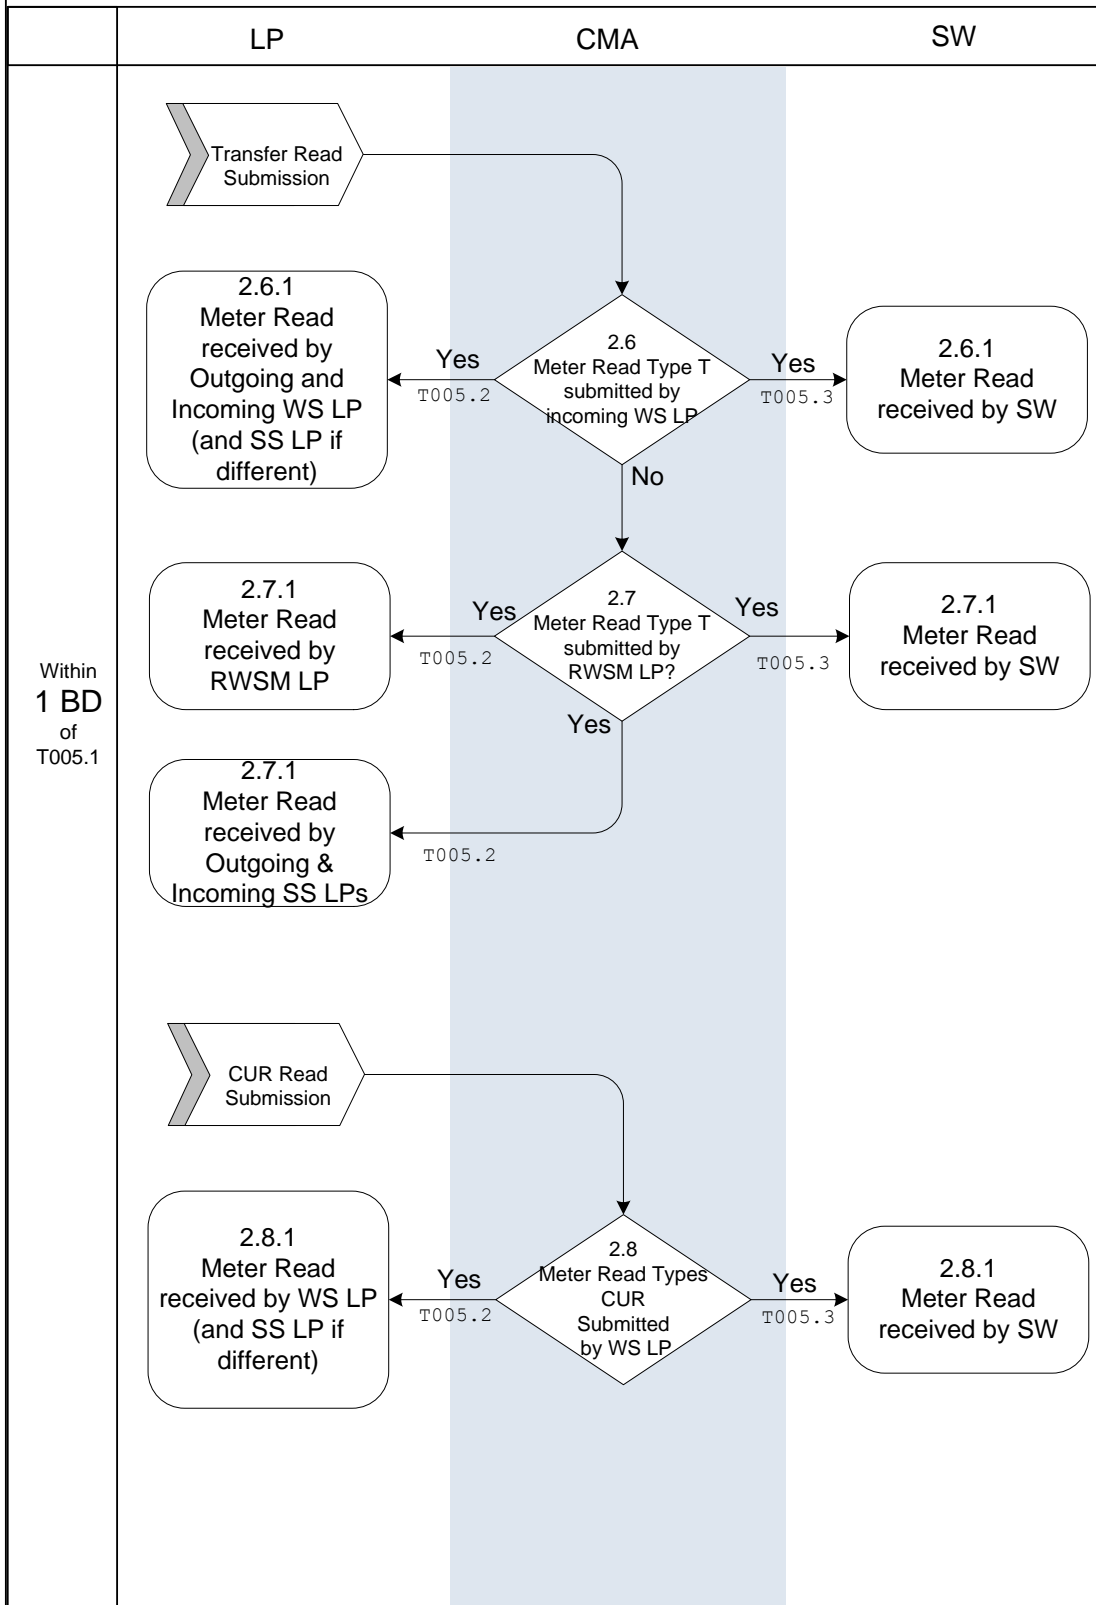 LP
CMA
SW
Transfer Read
Submission
2.6.1
Meter Read
received by
Outgoing and
Incoming WS LP
(and SS LP if
different)
Yes
T005.2
2.6
Meter Read Type T
submitted by
incoming WS LP
Yes
T005.3
2.6.1
Meter Read
received by SW
No
2.7.1
Meter Read
received by
RWSM LP
Yes
T005.2
2.7
Meter Read Type T
submitted by
RWSM LP?
Yes
T005.3
2.7.1
Meter Read
received by SW
Within
1 BD
of
T005.1
Yes
2.7.1
Meter Read
received by
Outgoing &
Incoming SS LPs
T005.2
CUR Read
Submission
2.8.1
Meter Read
received by WS LP
(and SS LP if
different)
Yes
T005.2
2.8
Meter Read Types
CUR
Submitted
by WS LP
Yes
T005.3
2.8.1
Meter Read
received by SW